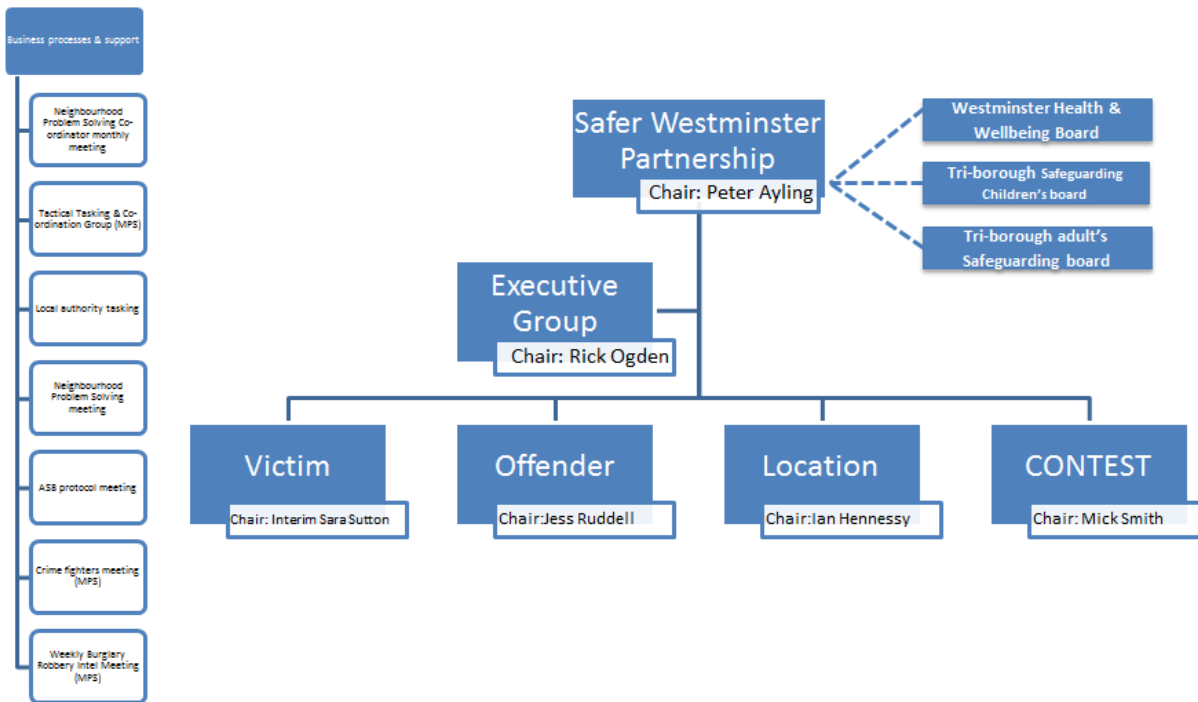 Business processes & support
Neighbourhood
Problem Solving Co-
ordinator monthly
meeting
Tactical Tasking & Co-
ordination Group (MPS)
Local authority tasking
Neighbourhood
Problem Solving
meeting
ASB protocol meeting
Crime fighters meeting
(MPS)
Weekly Burglary
Robbery Intel Meeting
(MPS)
Safer Westminster
Partnership
Chair: Peter Ayling
Westminster Health &
Wellbeing Board
Tri-borough Safeguarding
Children's board
Tri-borough adult's
Safeguarding board
Executive
Group
Chair: Rick Ogden
Victim
Chair: Interim Sara Sutton
Offender
Chair:Jess Ruddell
Location
Chair:Ian Hennessy
CONTEST
Chair: Mick Smith